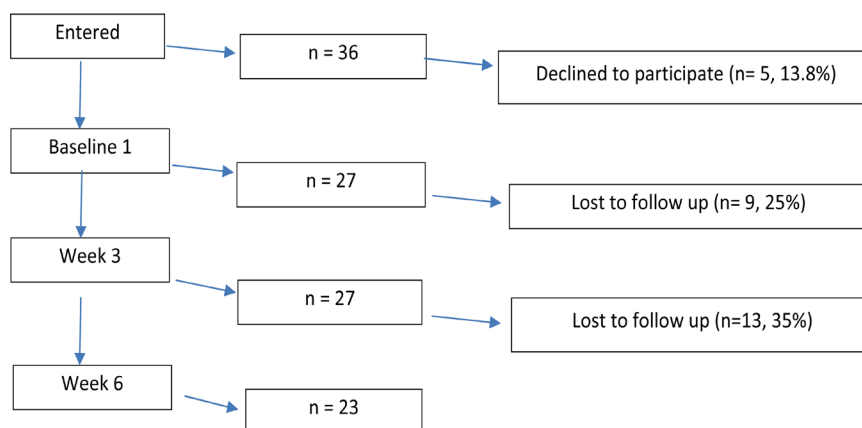 Entered
n = 36
Declined to participate (n= 5, 13.8%)
Baseline 1
n = 27
Lost to follow up (n= 9, 25%)
Week 3
n = 27
Lost to follow up (n=13, 35%)
Week 6
n = 23